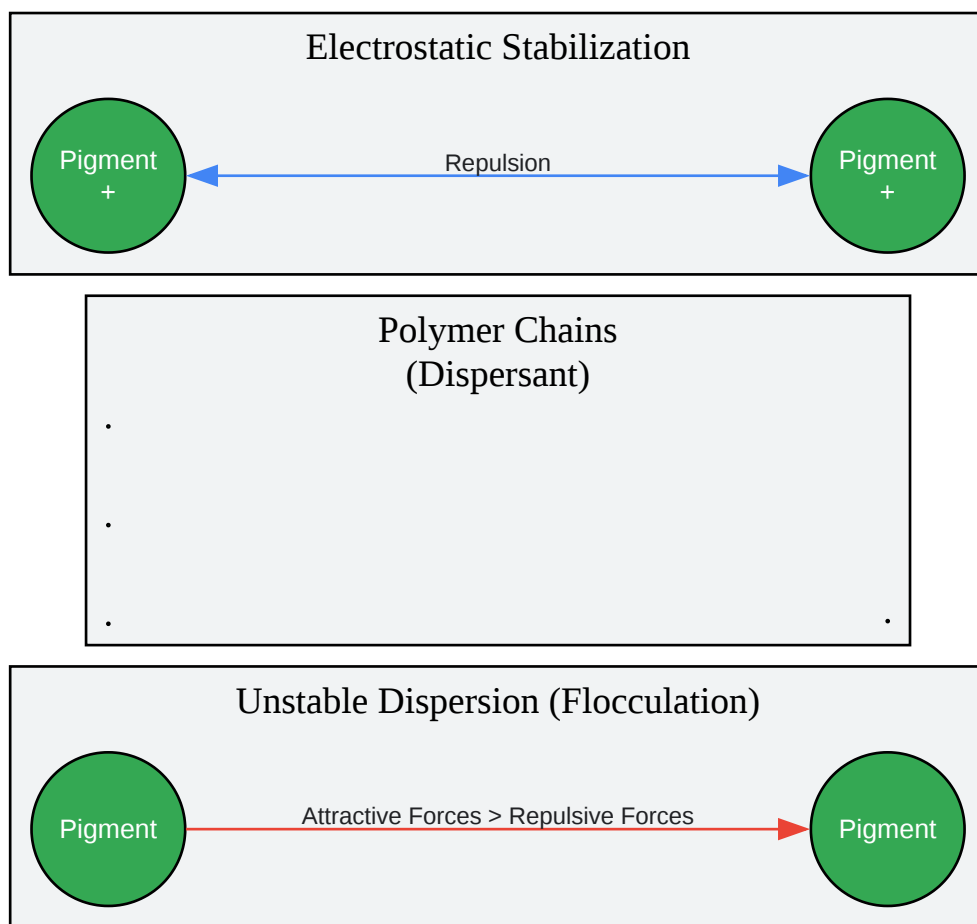 Electrostatic Stabilization
Pigment
+
Repulsion
Pigment
+
Polymer Chains
(Dispersant)
Unstable Dispersion (Flocculation)
Pigment
Attractive Forces > Repulsive Forces
Pigment